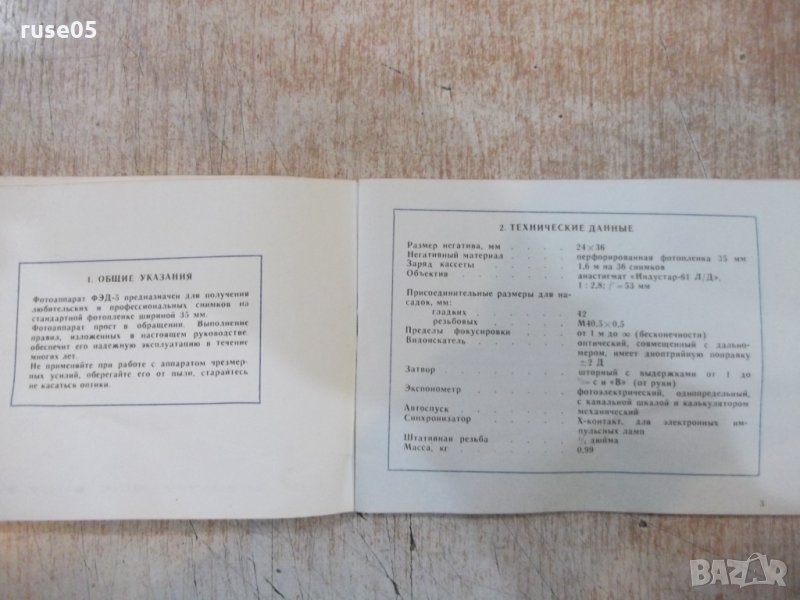 ruse05
1. ОБЩИЕ УКАЗАНИЯ
Фотоаппарат ФЭД-5 предназначен для получения
любительских и профессиональных снимков на
стандартной фотопленке шириной 35 мм.
Фотоаппарат прост в обращении. Выполнение
правил, изложенных в настоящем руководстве,
обеспечит его надежную эксплуатацию в течение
многих лет.
Не применяйте при работе с аппаратом чрезмер-
ных усилий, оберегайте его от пыли, старайтесь
не касаться оптики.
2. ТЕХНИЧЕСКИЕ ДАННЫЕ
Размер негатива, мм . . . . 24×36
Негативный материал . . . . перфорированная фотопленка 35 мм
Заряд кассеты . . . . 1,6 м на 36 снимков
Объектив . . . . анастигмат «Индустар-61 Л/Д»,
1 : 2,8; f′=53 мм
Присоединительные размеры для на-
садок, мм:
гладких . . . . 42
резьбовых . . . . М40,5×0,5
Пределы фокусировки . . . . от 1 м до ∞ (бесконечности)
Видоискатель . . . . оптический, совмещенный с дально-
мером, имеет диоптрийную поправку
±2 Д
Затвор . . . . шторный с выдержками от 1 до
с и «В» (от руки)
Экспонометр . . . . фотоэлектрический, однопредельный,
с канальной шкалой и калькулятором
Автоспуск . . . . механический
Синхронизатор . . . . Х-контакт, для электронных им-
пульсных ламп
Штативная резьба . . . . дюйма
Масса, кг . . . . 0,99
3
BAZAR
.bg